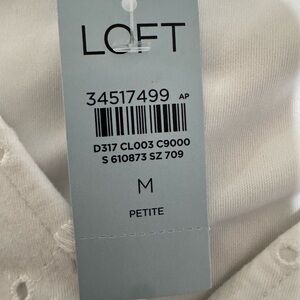 LOFT
34517499 AP
D317 CL003 C9000
S 610873 SZ 709
M
PETITE